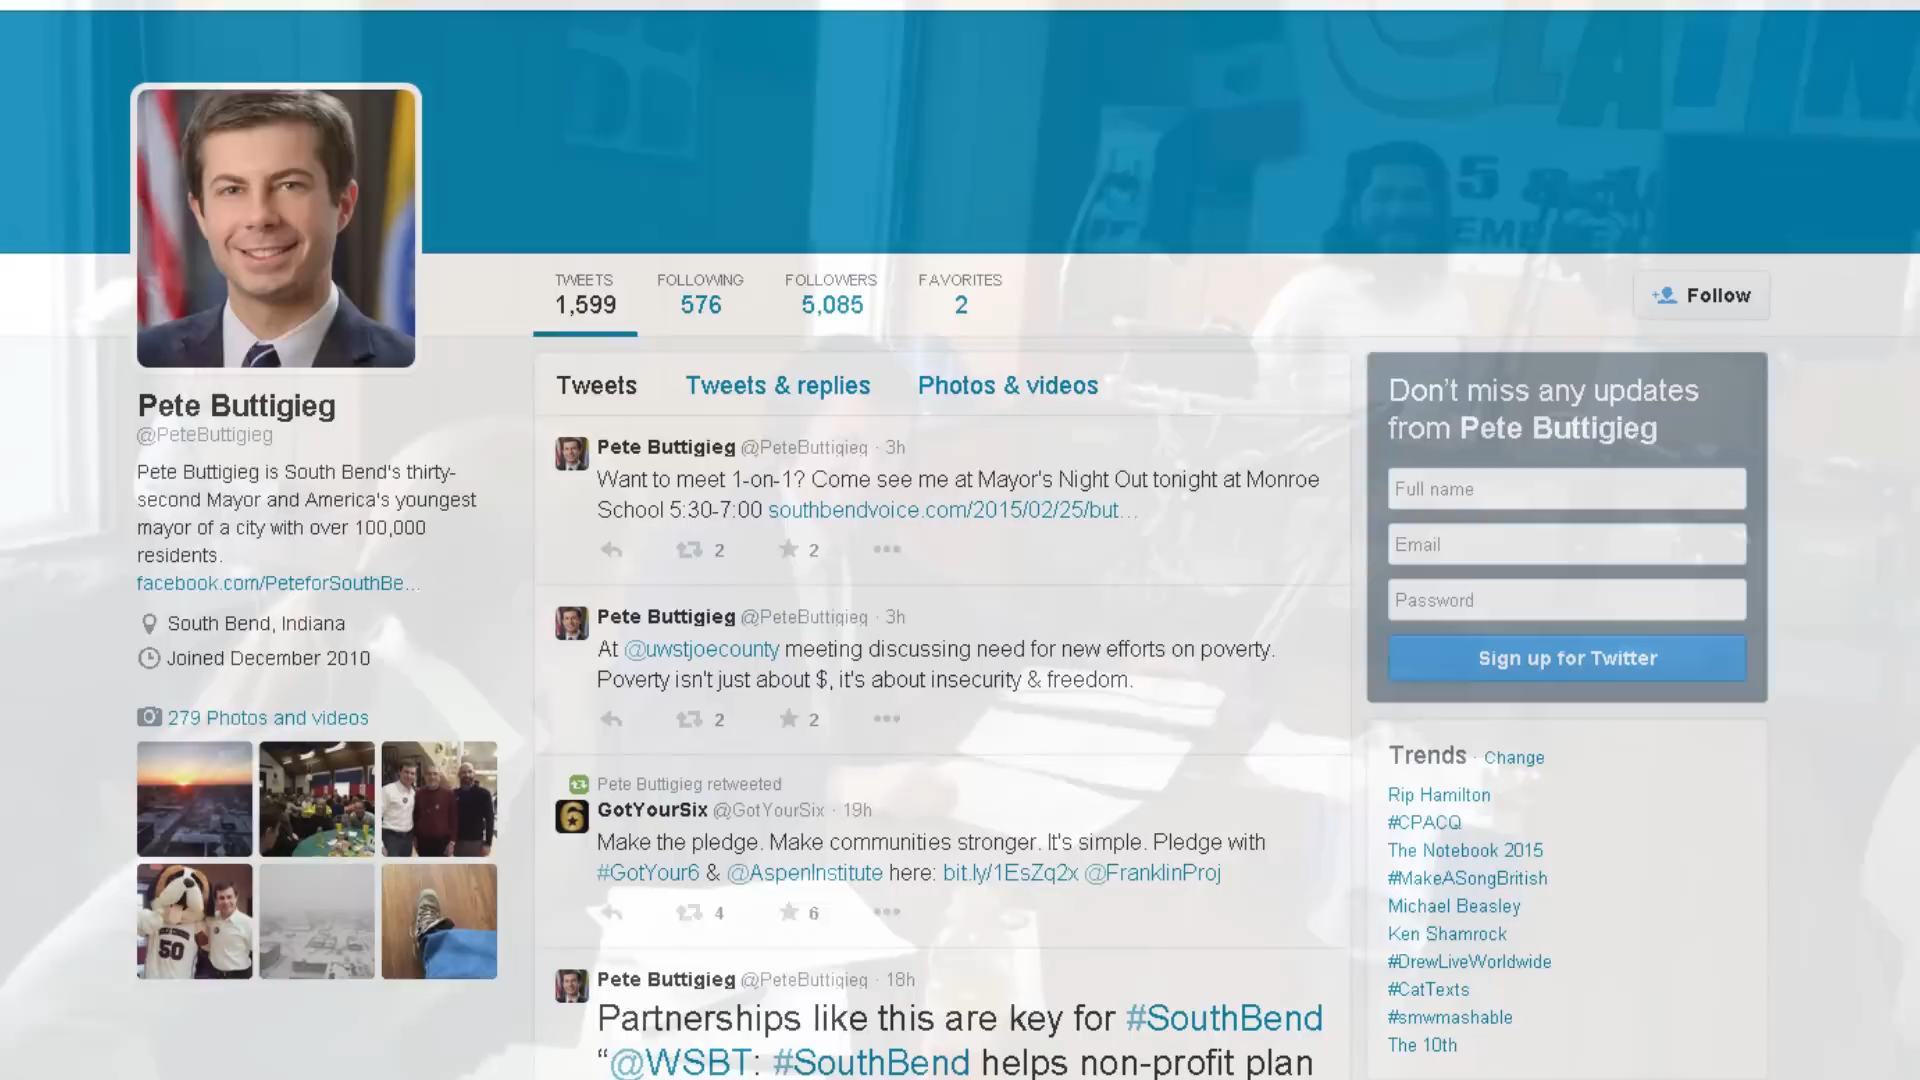 TWEETS
1,599
FOLLOWING
576
FOLLOWERS
5,085
FAVORITES
2
Follow
Pete Buttigieg
@PeteButtigieg
Pete Buttigieg is South Bend's thirty-
second Mayor and America's youngest
mayor of a city with over 100,000
residents.
facebook.com/PeteforSouthBe...
South Bend, Indiana
Joined December 2010
279 Photos and videos
50
Tweets
Tweets & replies
Photos & videos
Pete Buttigieg @PeteButtigieg · 3h
Want to meet 1-on-1? Come see me at Mayor's Night Out tonight at Monroe
School 5:30-7:00 southbendvoice.com/2015/02/25/but...
2 2
Pete Buttigieg @PeteButtigieg · 3h
At @uwstjoecounty meeting discussing need for new efforts on poverty.
Poverty isn't just about $, it's about insecurity & freedom.
2 2
Pete Buttigieg retweeted
6
GotYourSix @GotYourSix · 19h
Make the pledge. Make communities stronger. It's simple. Pledge with
#GotYour6 & @AspenInstitute here: bit.ly/1EsZq2x @FranklinProj
4 6
Pete Buttigieg @PeteButtigieg · 18h
Partnerships like this are key for #SouthBend
“@WSBT: #SouthBend helps non-profit plan
Don't miss any updates
from Pete Buttigieg
Full name
Email
Password
Sign up for Twitter
Trends · Change
Rip Hamilton
#CPACQ
The Notebook 2015
#MakeASongBritish
Michael Beasley
Ken Shamrock
#DrewLiveWorldwide
#CatTexts
#smwmashable
The 10th